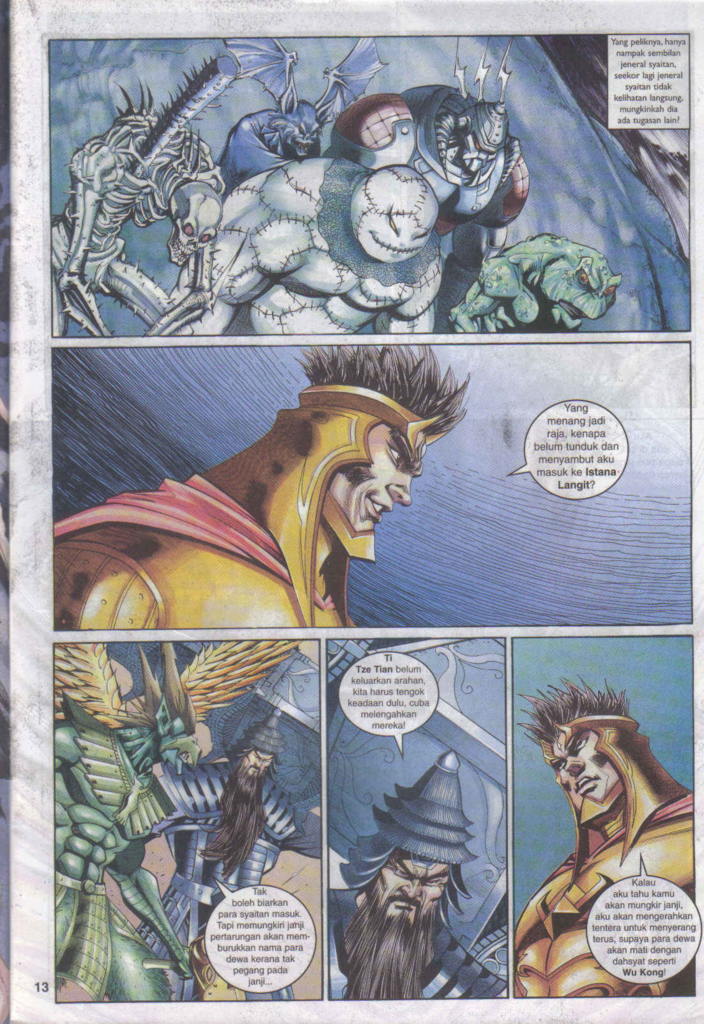 Yang peliknya, hanya
nampak sembilan
jeneral syaitan,
seekor lagi jeneral
syaitan tidak
kelihatan langsung,
mungkinkah dia
ada tugasan lain?
Yang
menang jadi
raja, kenapa
belum tunduk dan
menyambut aku
masuk ke Istana
Langit?
Tak
boleh biarkan
para syaitan masuk.
Tapi memungkiri janji
pertarungan akan mem-
burukkan nama para
dewa kerana tak
pegang pada
janji...
Ti
Tze Tian belum
keluarkan arahan,
kita harus tengok
keadaan dulu, cuba
melengahkan
mereka!
Kalau
aku tahu kamu
akan mungkir janji,
aku akan mengerahkan
tentera untuk menyerang
terus, supaya para dewa
akan mati dengan
dahsyat seperti
Wu Kong!
13